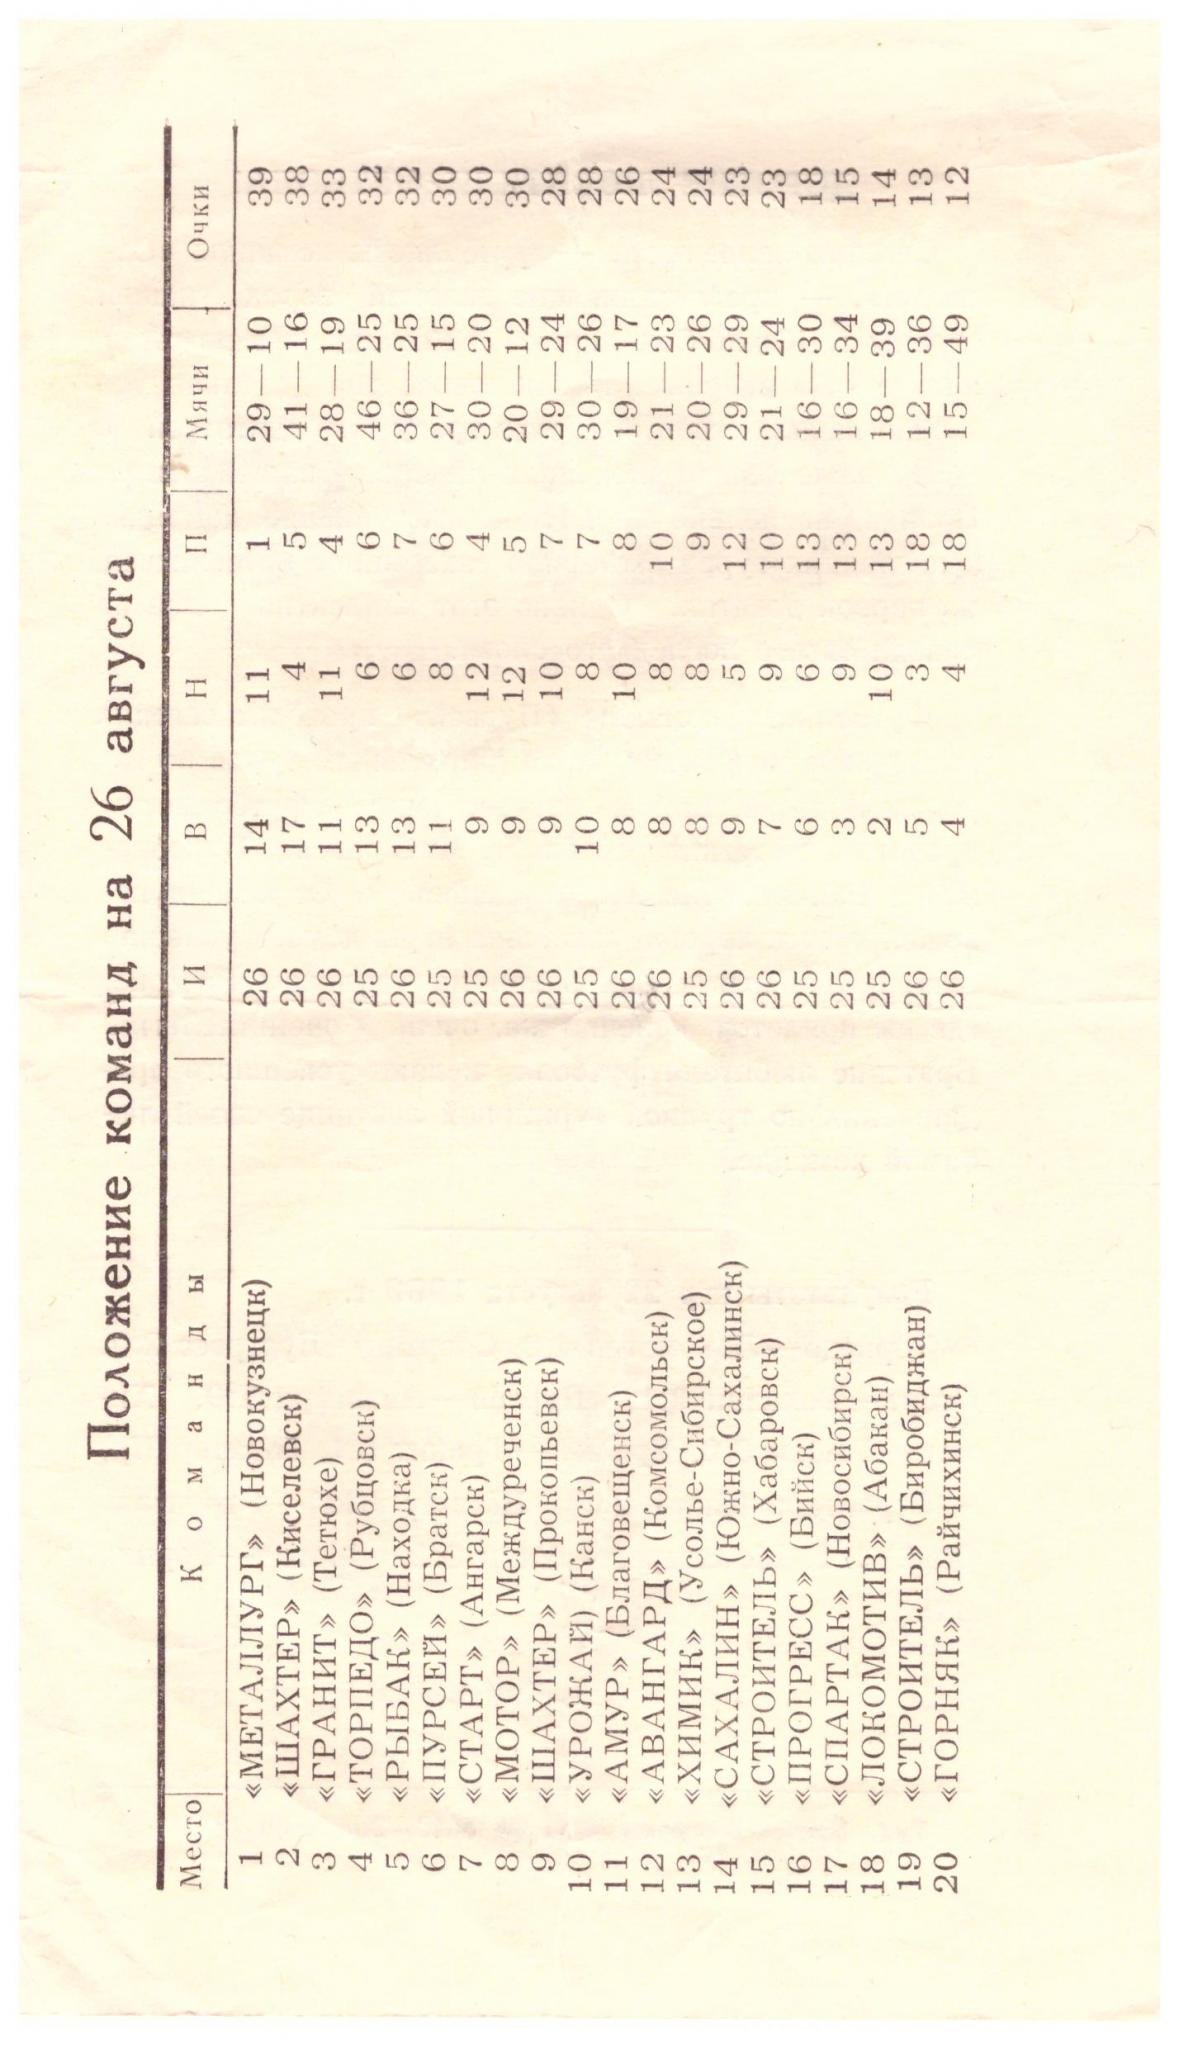 Положение команд на 26 августа
Место Команды И В Н П Мячи Очки
1 «МЕТАЛЛУРГ» (Новокузнецк) 26 14 11 1 29—10 39
2 «ШАХТЕР» (Киселевск) 26 17 4 5 41—16 38
3 «ГРАНИТ» (Тетюхе) 26 11 11 4 28—19 33
4 «ТОРПЕДО» (Рубцовск) 25 13 6 6 46—25 32
5 «РЫБАК» (Находка) 26 13 6 7 36—25 32
6 «ПУРСЕЙ» (Братск) 25 11 8 6 27—15 30
7 «СТАРТ» (Ангарск) 25 9 12 4 30—20 30
8 «МОТОР» (Междуреченск) 26 9 12 5 20—12 30
9 «ШАХТЕР» (Прокопьевск) 26 9 10 7 29—24 28
10 «УРОЖАЙ) (Канск) 25 10 8 7 30—26 28
11 «АМУР» (Благовещенск) 26 8 10 8 19—17 26
12 «АВАНГАРД» (Комсомольск) 26 8 8 10 21—23 24
13 «ХИМИК» (Усолье-Сибирское) 25 8 8 9 20—26 24
14 «САХАЛИН» (Южно-Сахалинск) 26 9 5 12 29—29 23
15 «СТРОИТЕЛЬ» (Хабаровск) 26 7 9 10 21—24 23
16 «ПРОГРЕСС» (Бийск) 25 6 6 13 16—30 18
17 «СПАРТАК» (Новосибирск) 25 3 9 13 16—34 15
18 «ЛОКОМОТИВ» (Абакан) 25 2 10 13 18—39 14
19 «СТРОИТЕЛЬ» (Биробиджан) 26 5 3 18 12—36 13
20 «ГОРНЯК» (Райчихинск) 26 4 4 18 15—49 12